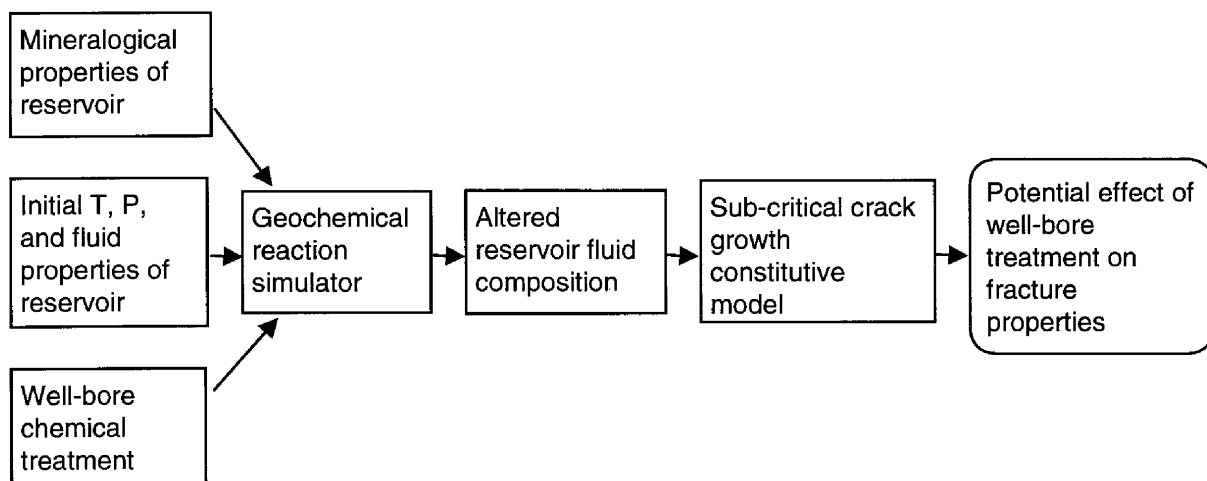 Mineralogical
properties of
reservoir
Initial T, P,
and fluid
properties of
reservoir
Well-bore
chemical
treatment
Geochemical
reaction
simulator
Altered
reservoir fluid
composition
Sub-critical crack
growth
constitutive
model
Potential effect of
well-bore
treatment on
fracture
properties